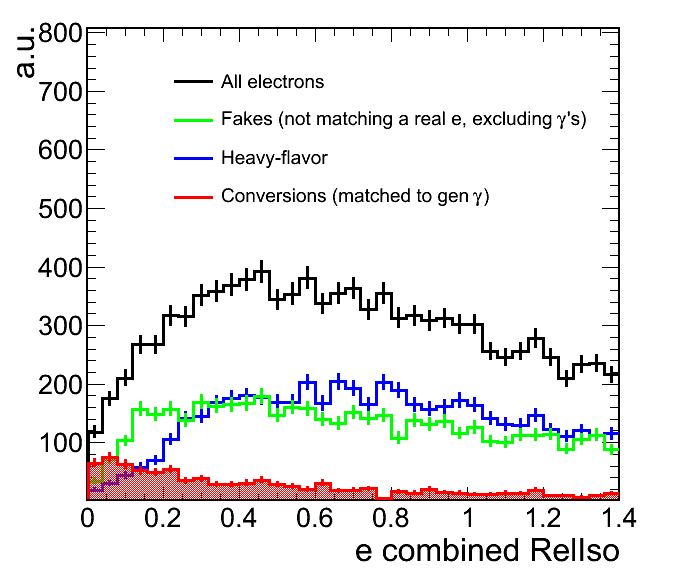 a.u.
800
700
600
500
400
300
200
100
All electrons
Fakes (not matching a real e, excluding γ's)
Heavy-flavor
Conversions (matched to gen γ)
0 0.2 0.4 0.6 0.8 1 1.2 1.4
e combined RelIso